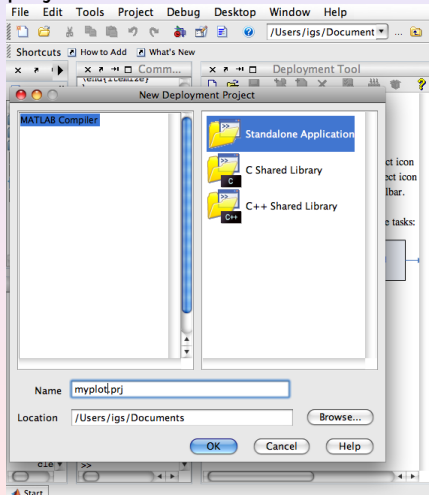 File Edit Tools Project Debug Desktop Window Help
/Users/igs/Document ...
Shortcuts How to Add What's New
Comm... Deployment Tool
New Deployment Project
MATLAB Compiler
Standalone Application
C Shared Library
C
C++ Shared Library
C++
ct icon
ect icon
lbar.
e tasks:
Name myplot.prj
Location /Users/igs/Documents Browse...
OK Cancel Help
>>
Start